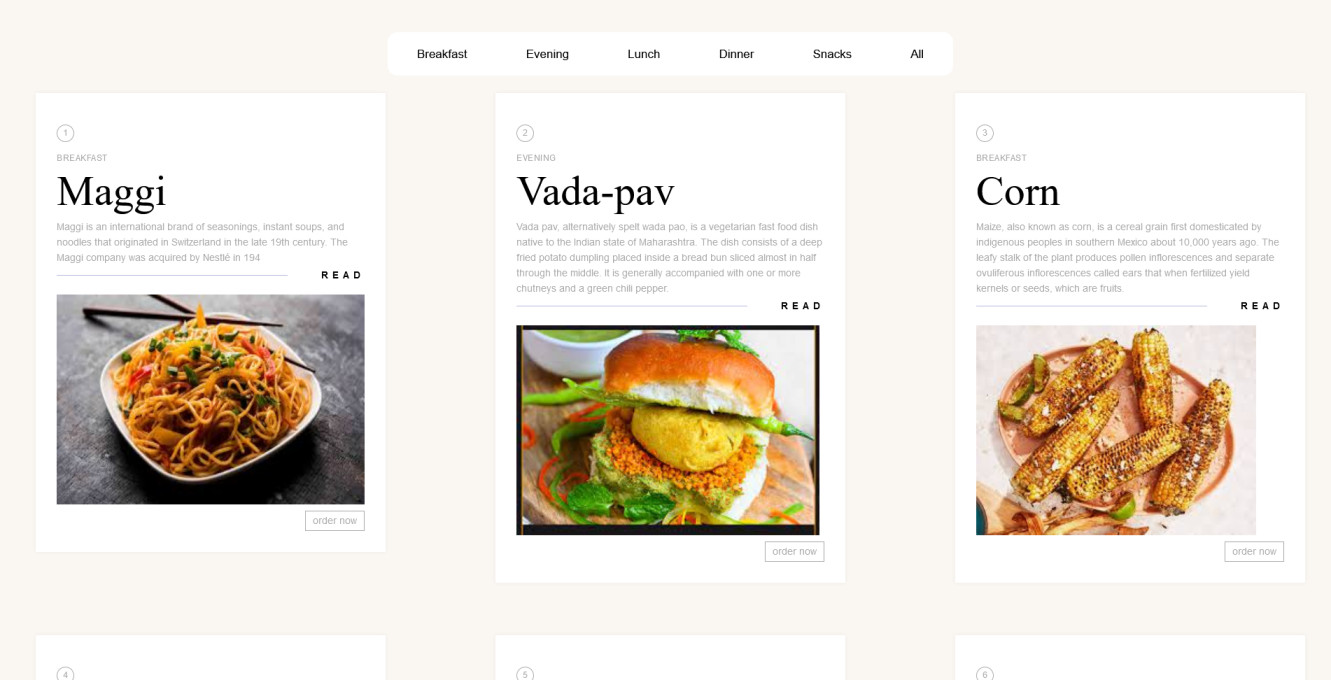 Breakfast Evening Lunch Dinner Snacks All
1
BREAKFAST
Maggi
Maggi is an international brand of seasonings, instant soups, and
noodles that originated in Switzerland in the late 19th century. The
Maggi company was acquired by Nestlé in 194
READ
order now
2
EVENING
Vada-pav
Vada pav, alternatively spelt wada pao, is a vegetarian fast food dish
native to the Indian state of Maharashtra. The dish consists of a deep
fried potato dumpling placed inside a bread bun sliced almost in half
through the middle. It is generally accompanied with one or more
chutneys and a green chili pepper.
READ
order now
3
BREAKFAST
Corn
Maize, also known as corn, is a cereal grain first domesticated by
indigenous peoples in southern Mexico about 10,000 years ago. The
leafy stalk of the plant produces pollen inflorescences and separate
ovuliferous inflorescences called ears that when fertilized yield
kernels or seeds, which are fruits.
READ
order now
4
5
6